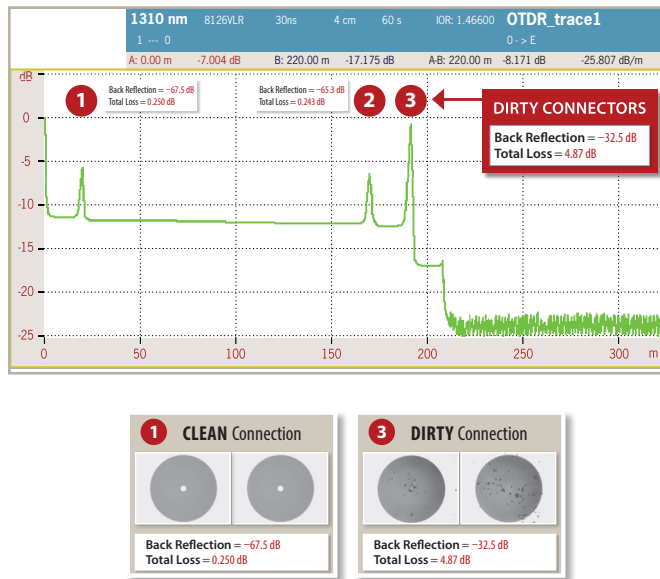 1310 nm 8126VLR 30ns 4 cm 60 s IOR: 1.46600 OTDR_trace1
1 --- 0 0 -> E
A: 0.00 m -7.004 dB B: 220.00 m -17.175 dB A-B: 220.00 m -8.171 dB -25.807 dB/m
dB
1 Back Reflection = −67.5 dB
Total Loss = 0.250 dB
Back Reflection = −65.3 dB
Total Loss = 0.243 dB
2
3
DIRTY CONNECTORS
Back Reflection = −32.5 dB
Total Loss = 4.87 dB
0
-5
-10
-15
-20
-25
0 50 100 150 200 250 300 m
1 CLEAN Connection
Back Reflection = −67.5 dB
Total Loss = 0.250 dB
3 DIRTY Connection
Back Reflection = −32.5 dB
Total Loss = 4.87 dB